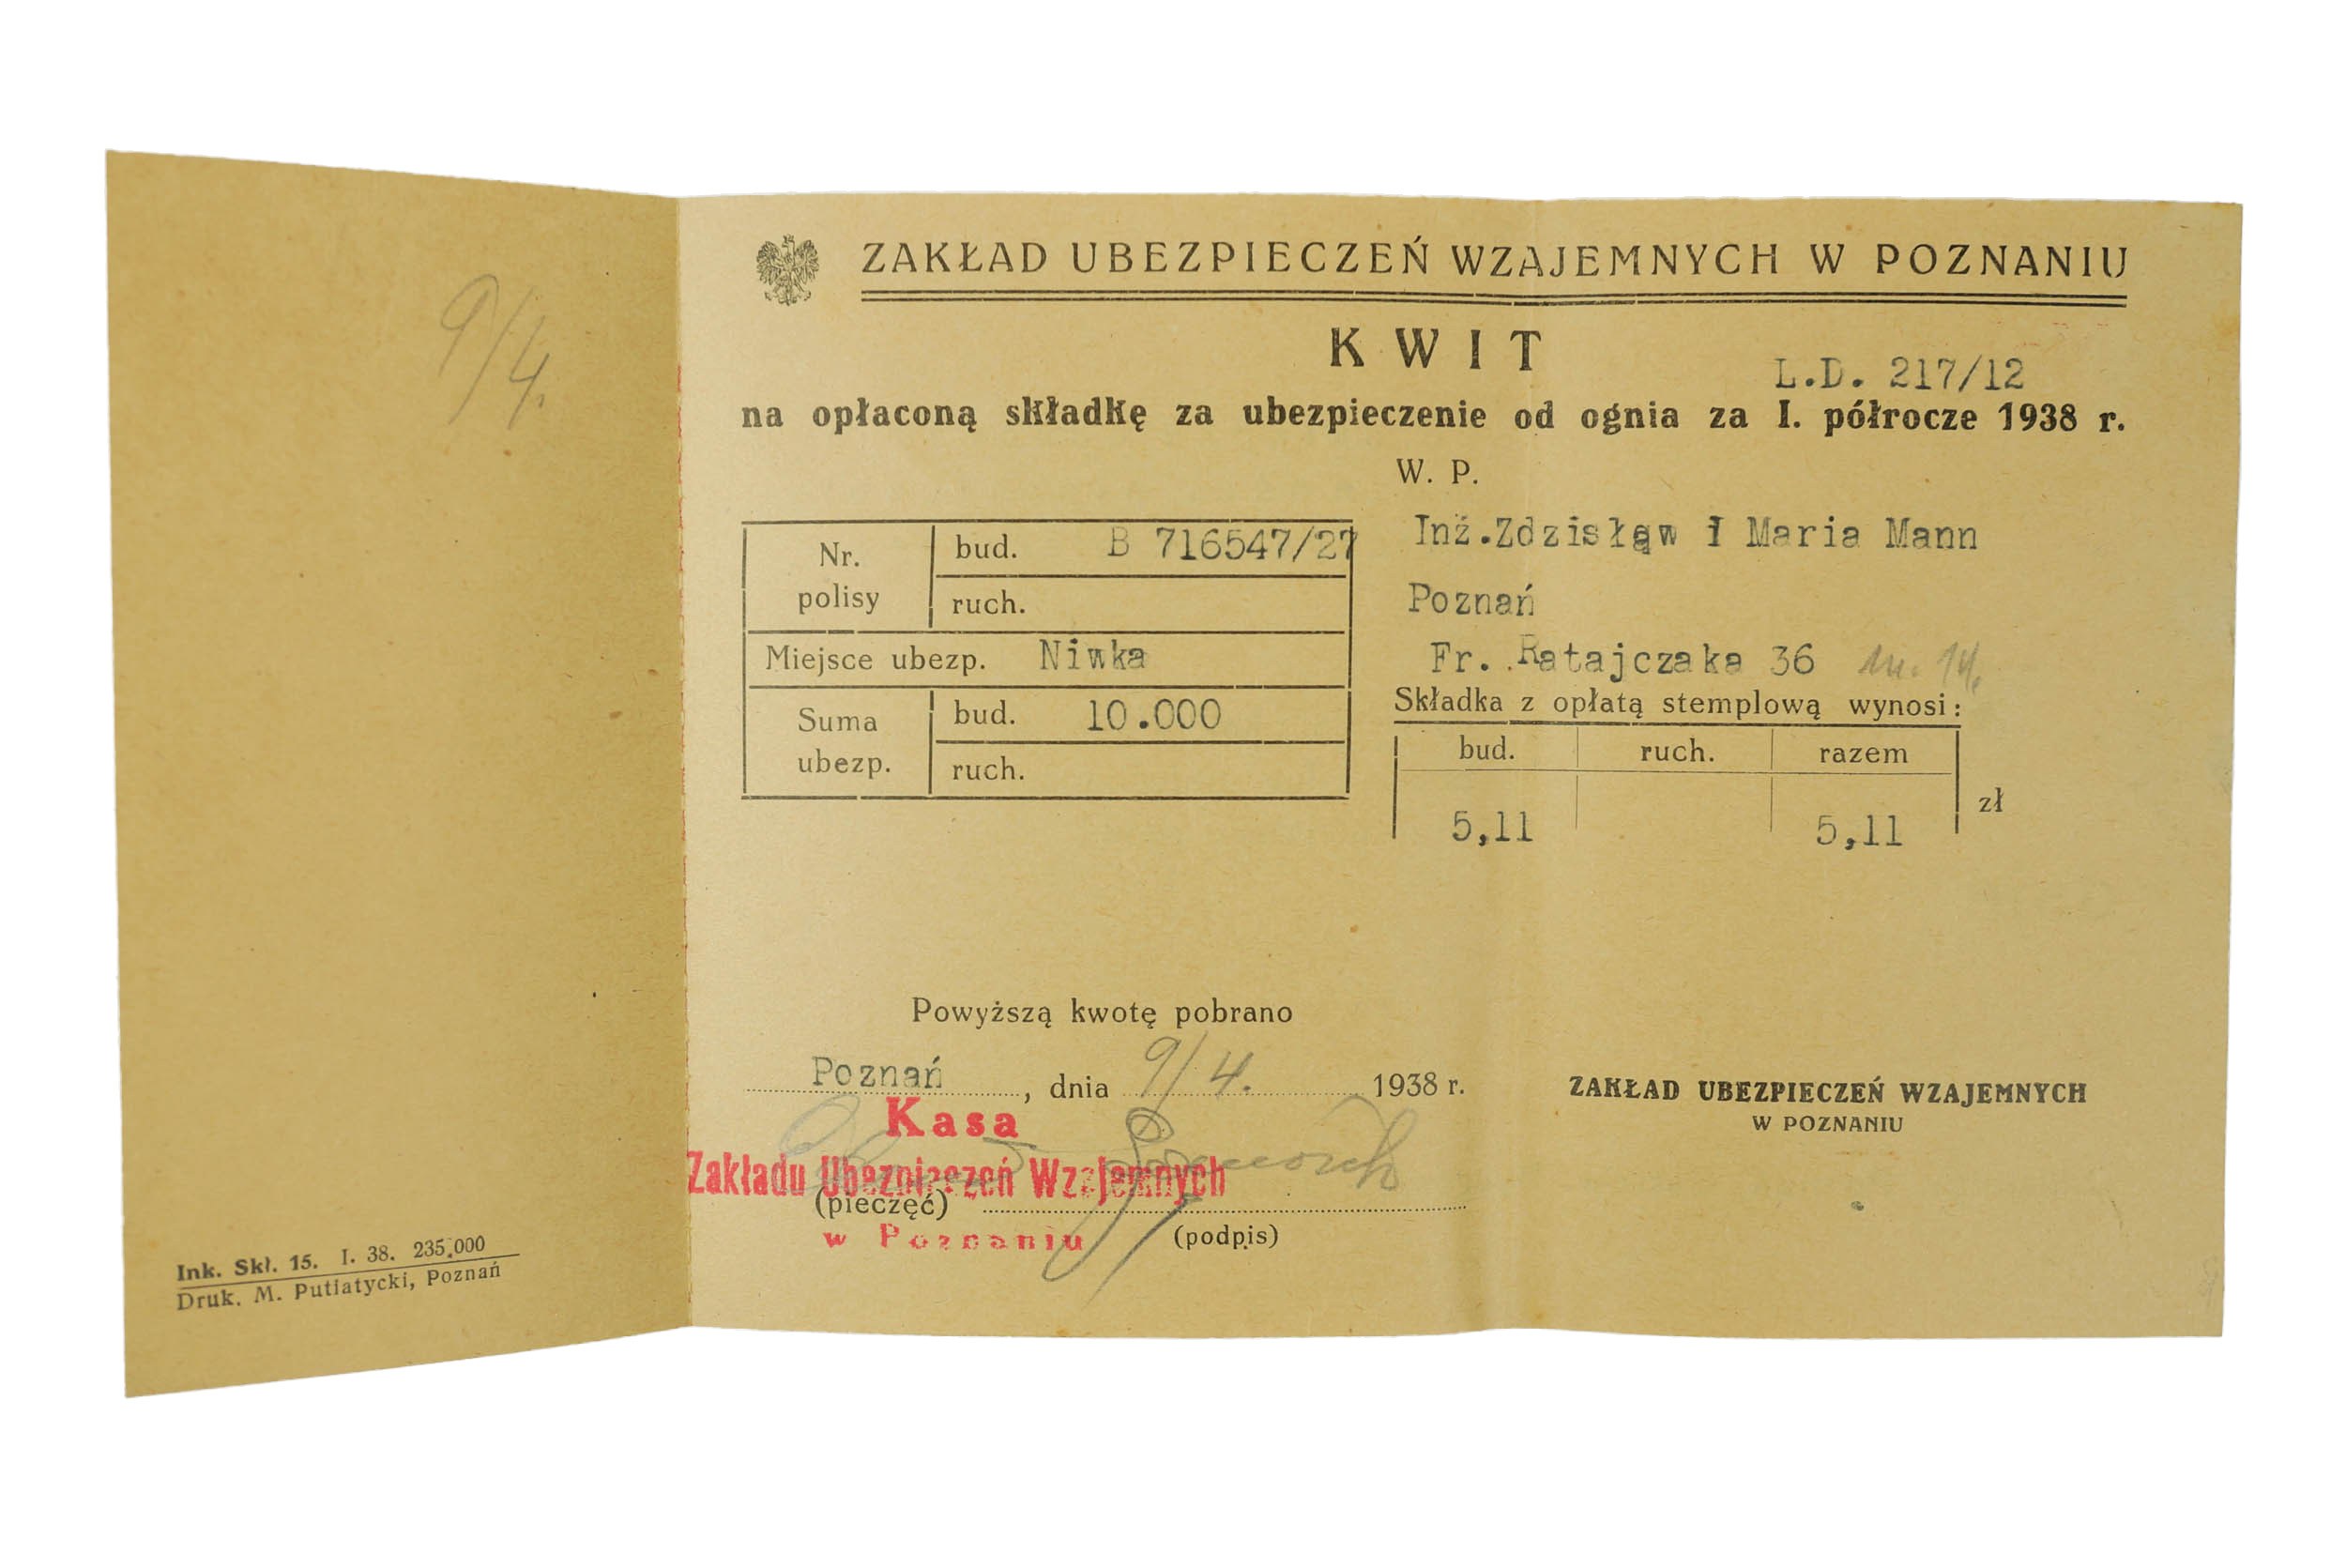 9/4.
Ink. Skł. 15. I. 38. 235.000
Druk. M. Putiatycki, Poznań
ZAKŁAD UBEZPIECZEŃ WZAJEMNYCH W POZNANIU
KWIT
L.D. 217/12
na opłaconą składkę za ubezpieczenie od ognia za I. półrocze 1938 r.
W. P.
Inż.Zdzisłąw i Maria Mann
Poznań
Fr. Ratajczaka 36 m. 14.
Nr. polisy
bud. B 716547/27
ruch.
Miejsce ubezp. Niwka
Suma ubezp.
bud. 10.000
ruch.
Składka z opłatą stemplową wynosi:
bud. ruch. razem
5,11 5,11 zł
Powyższą kwotę pobrano
Poznań, dnia 9/4. 1938 r.
Kasa
Zakładu Ubezpieczeń Wzajemnych
(pieczęć)
w Poznaniu
(podpis)
ZAKŁAD UBEZPIECZEŃ WZAJEMNYCH
W POZNANIU